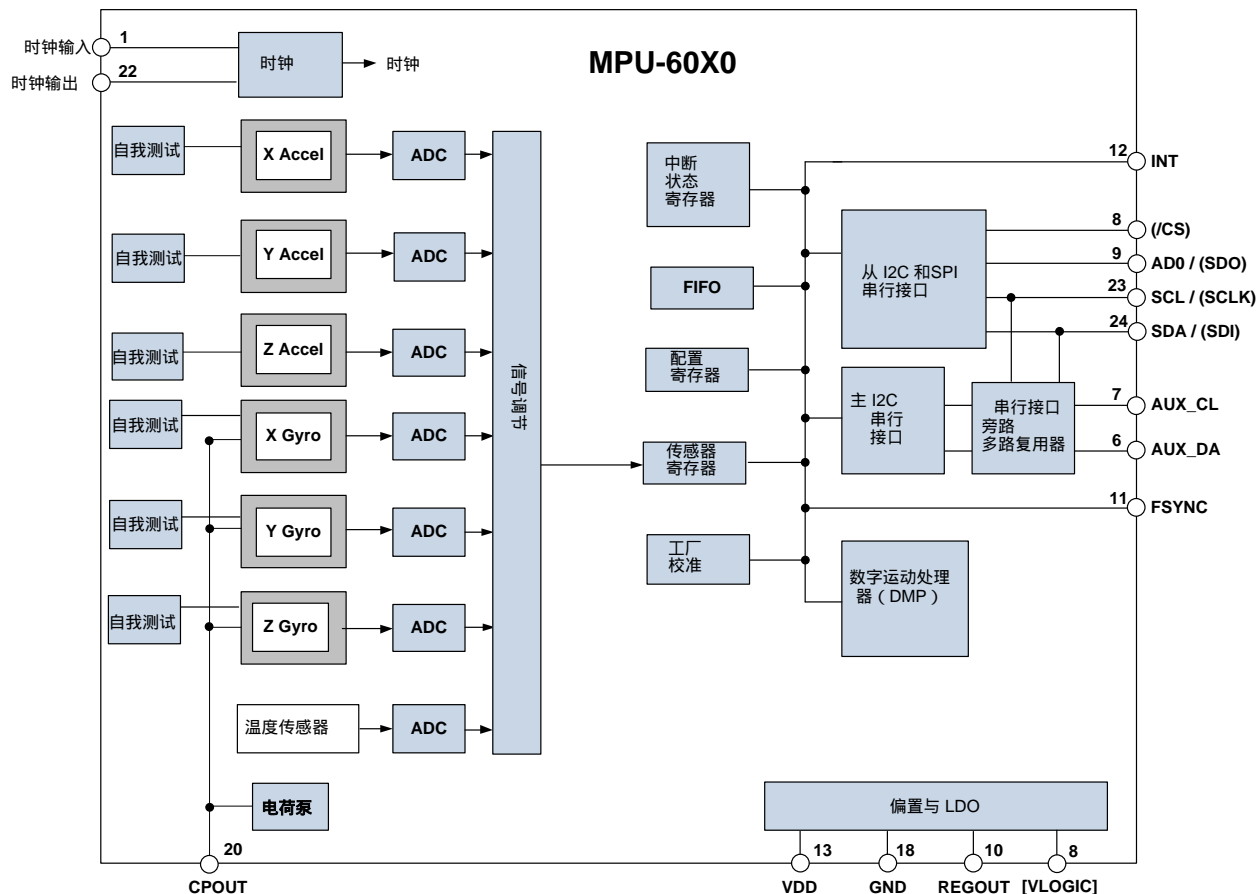 时钟输入
1
时钟输出
22
时钟
时钟
MPU-60X0
自我测试
X Accel
ADC
自我测试
Y Accel
ADC
自我测试
Z Accel
ADC
自我测试
X Gyro
ADC
自我测试
Y Gyro
ADC
自我测试
Z Gyro
ADC
温度传感器
ADC
电荷泵
20
CPOUT
信号调节
中断
状态
寄存器
FIFO
配置
寄存器
传感器
寄存器
工厂
校准
从 I2C 和SPI
串行接口
主 I2C
串行
接口
串行接口
旁路
多路复用器
数字运动处理
器（DMP）
12
INT
8
(/CS)
9
AD0 / (SDO)
23
SCL / (SCLK)
24
SDA / (SDI)
7
AUX_CL
6
AUX_DA
11
FSYNC
偏置与 LDO
13
18
10
8
VDD
GND
REGOUT
[VLOGIC]